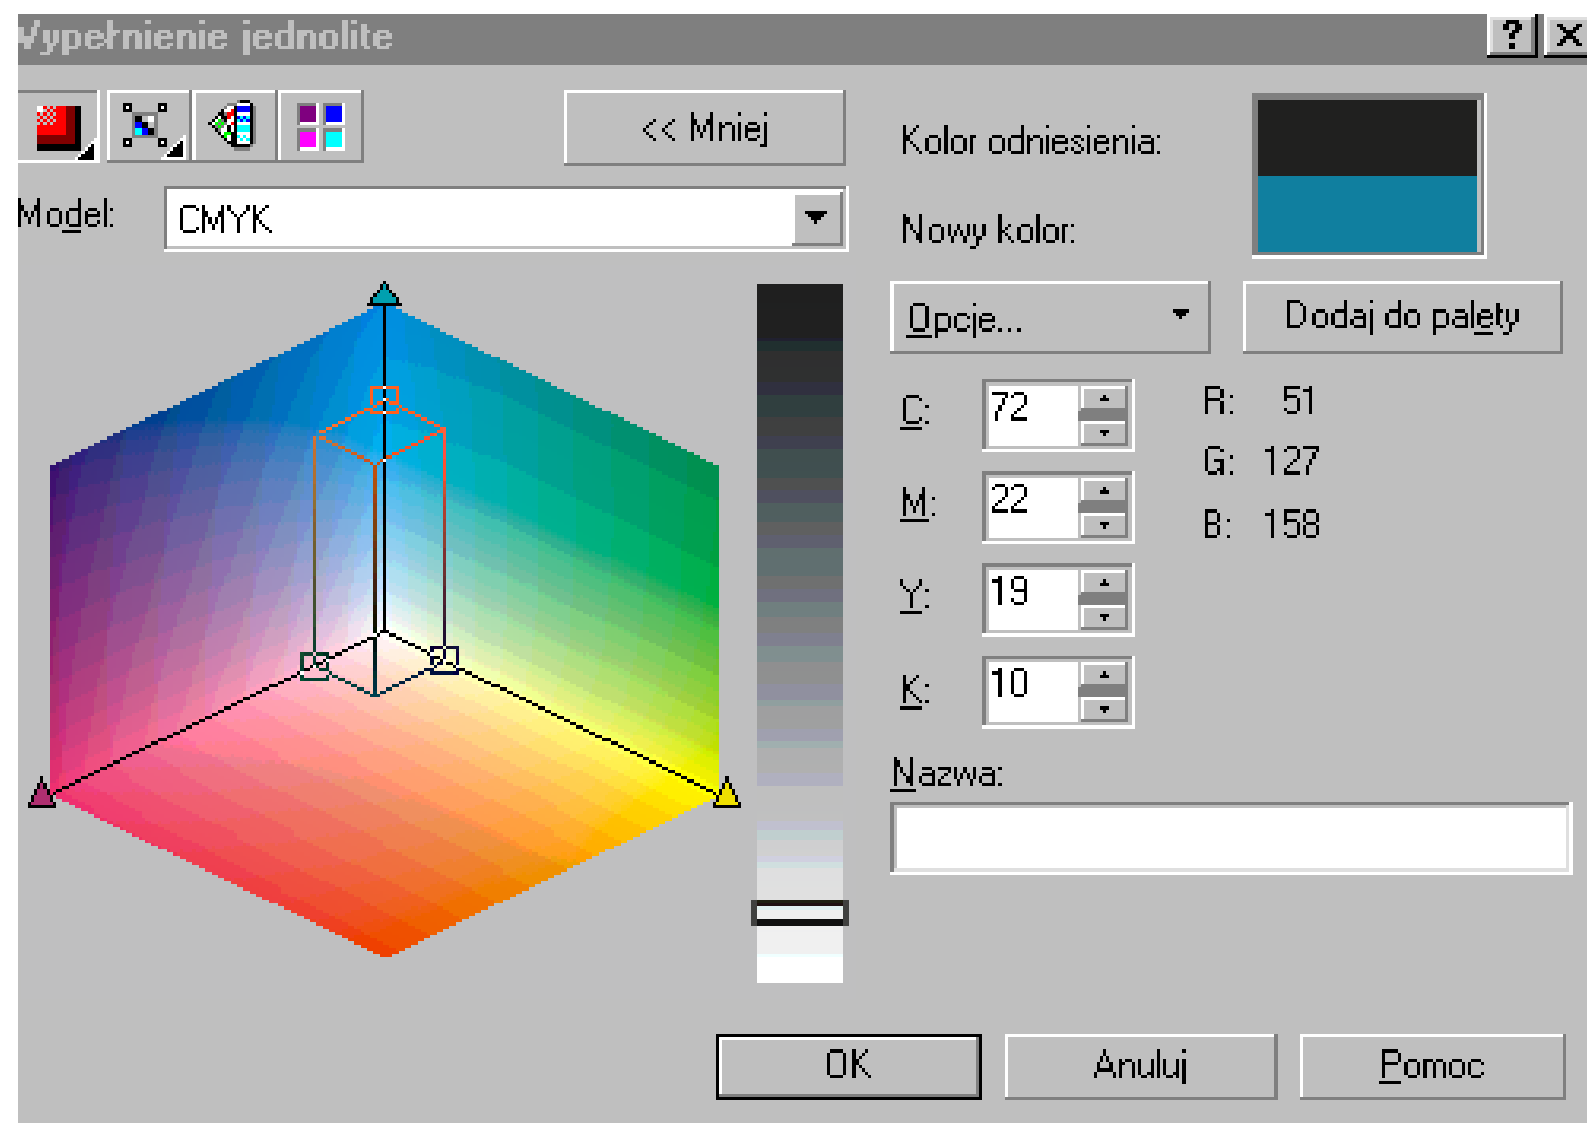 Wypełnienie jednolite
<< Mniej
Kolor odniesienia:
Model: CMYK
Nowy kolor:
Opcje...
Dodaj do palety
C: 72 R: 51
M: 22 G: 127
Y: 19 B: 158
K: 10
Nazwa:
OK Anuluj Pomoc